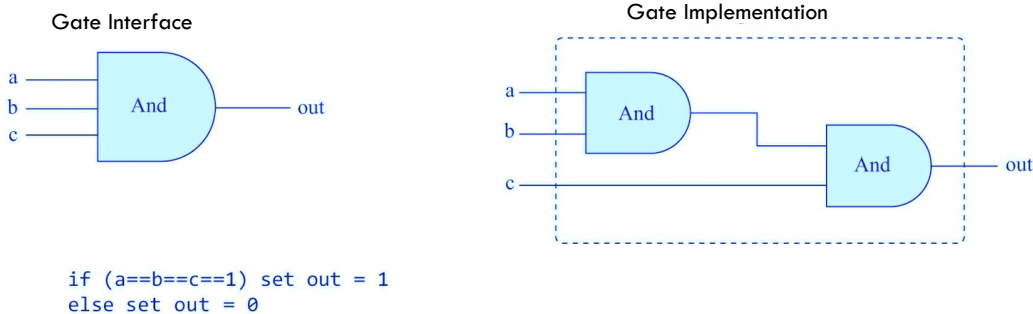 Gate Interface
a
b
c
And
out
if (a==b==c==1) set out = 1
else set out = 0
Gate Implementation
a
b
c
And
And
out